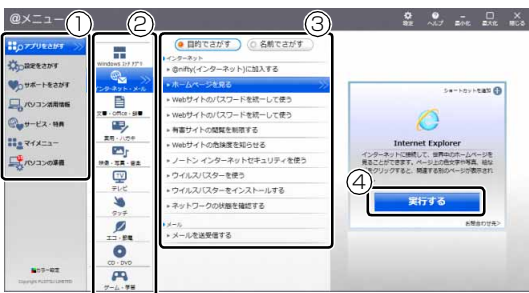 @メニュー
設定
ヘルプ
最小化
最大化
閉じる
①
②
③
④
アプリをさがす
設定をさがす
サポートをさがす
パソコン活用情報
サービス・特典
マイメニュー
パソコンの準備
カラー設定
Copyright FUJITSU LIMITED
インターネット・メール
文書・Office・辞書
実用・ハガキ
映像・写真・音楽
テレビ
タッチ
エコ・節電
CD・DVD
ゲーム・学習
目的でさがす
名前でさがす
インターネット
@nifty(インターネット)に加入する
ホームページを見る
Webサイトのパスワードを統一して使う
Webサイトのパスワードを統一して使う
有害サイトの閲覧を制限する
Webサイトの危険度を知らせる
ノートン インターネットセキュリティを使う
ウイルスバスターを使う
ウイルスバスターをインストールする
ネットワークの状態を確認する
メール
メールを送受信する
ショートカットを追加
Internet Explorer
インターネットに接続して、世界中のホームページを
見ることができます。ページ上の色文字や写真、絵な
どをクリックすると、関連する別のページが表示され
実行する
お問合わせ先>